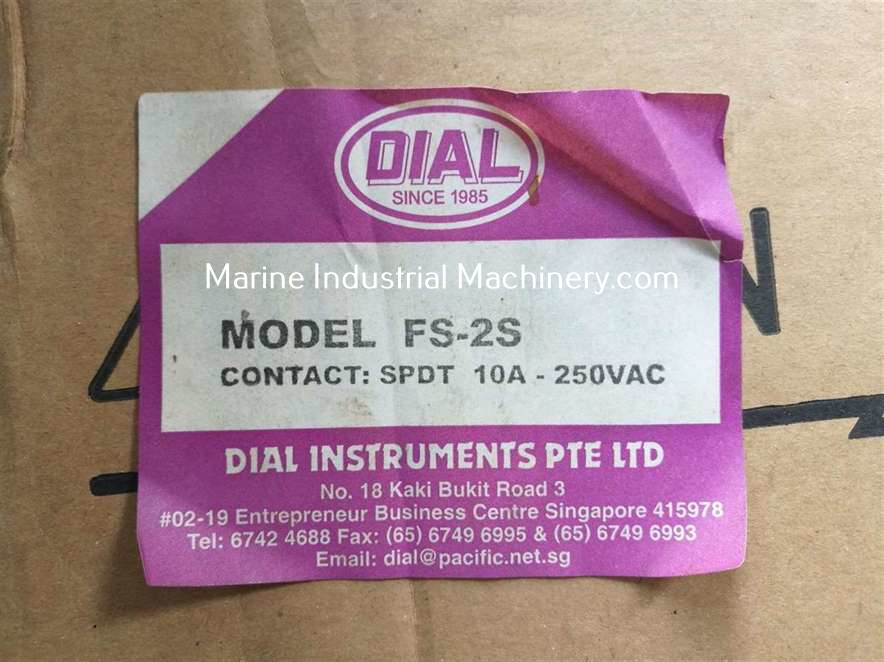 DIAL
SINCE 1985
Marine Industrial Machinery.com
MODEL FS-2S
CONTACT: SPDT 10A - 250VAC
DIAL INSTRUMENTS PTE LTD
No. 18 Kaki Bukit Road 3
#02-19 Entrepreneur Business Centre Singapore 415978
Tel: 6742 4688 Fax: (65) 6749 6995 & (65) 6749 6993
Email: dial@pacific.net.sg